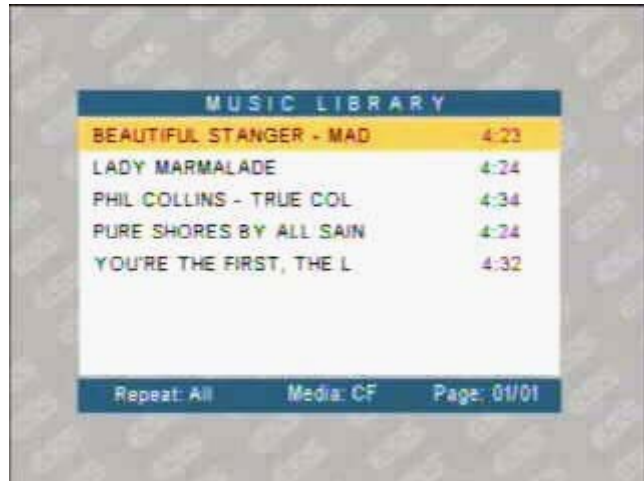 MUSIC LIBRARY
BEAUTIFUL STANGER - MAD 4:23
LADY MARMALADE 4:24
PHIL COLLINS - TRUE COL 4:34
PURE SHORES BY ALL SAIN 4:24
YOU'RE THE FIRST, THE L 4:32
Repeat: All Media: CF Page: 01/01